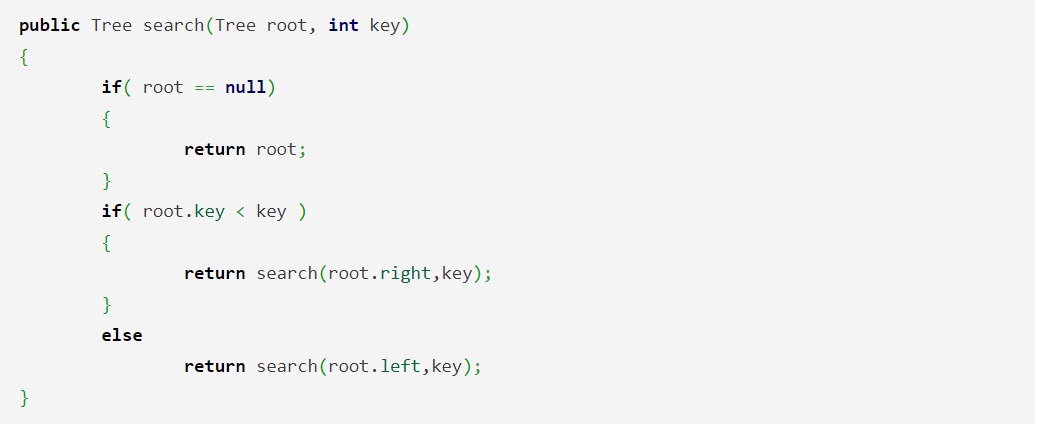 public Tree search(Tree root, int key)
{
if( root == null)
{
return root;
}
if( root.key < key )
{
return search(root.right,key);
}
else
return search(root.left,key);
}